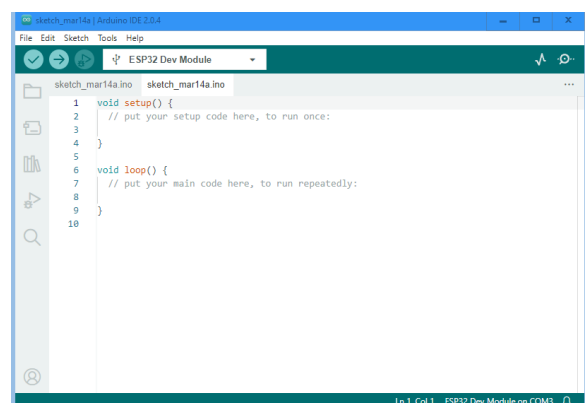 sketch_mar14a | Arduino IDE 2.0.4
File Edit Sketch Tools Help
ESP32 Dev Module
sketch_mar14a.ino sketch_mar14a.ino
1 void setup() {
2 // put your setup code here, to run once:
3
4 }
5
6 void loop() {
7 // put your main code here, to run repeatedly:
8
9 }
10
Ln 1, Col 1 ESP32 Dev Module on COM3